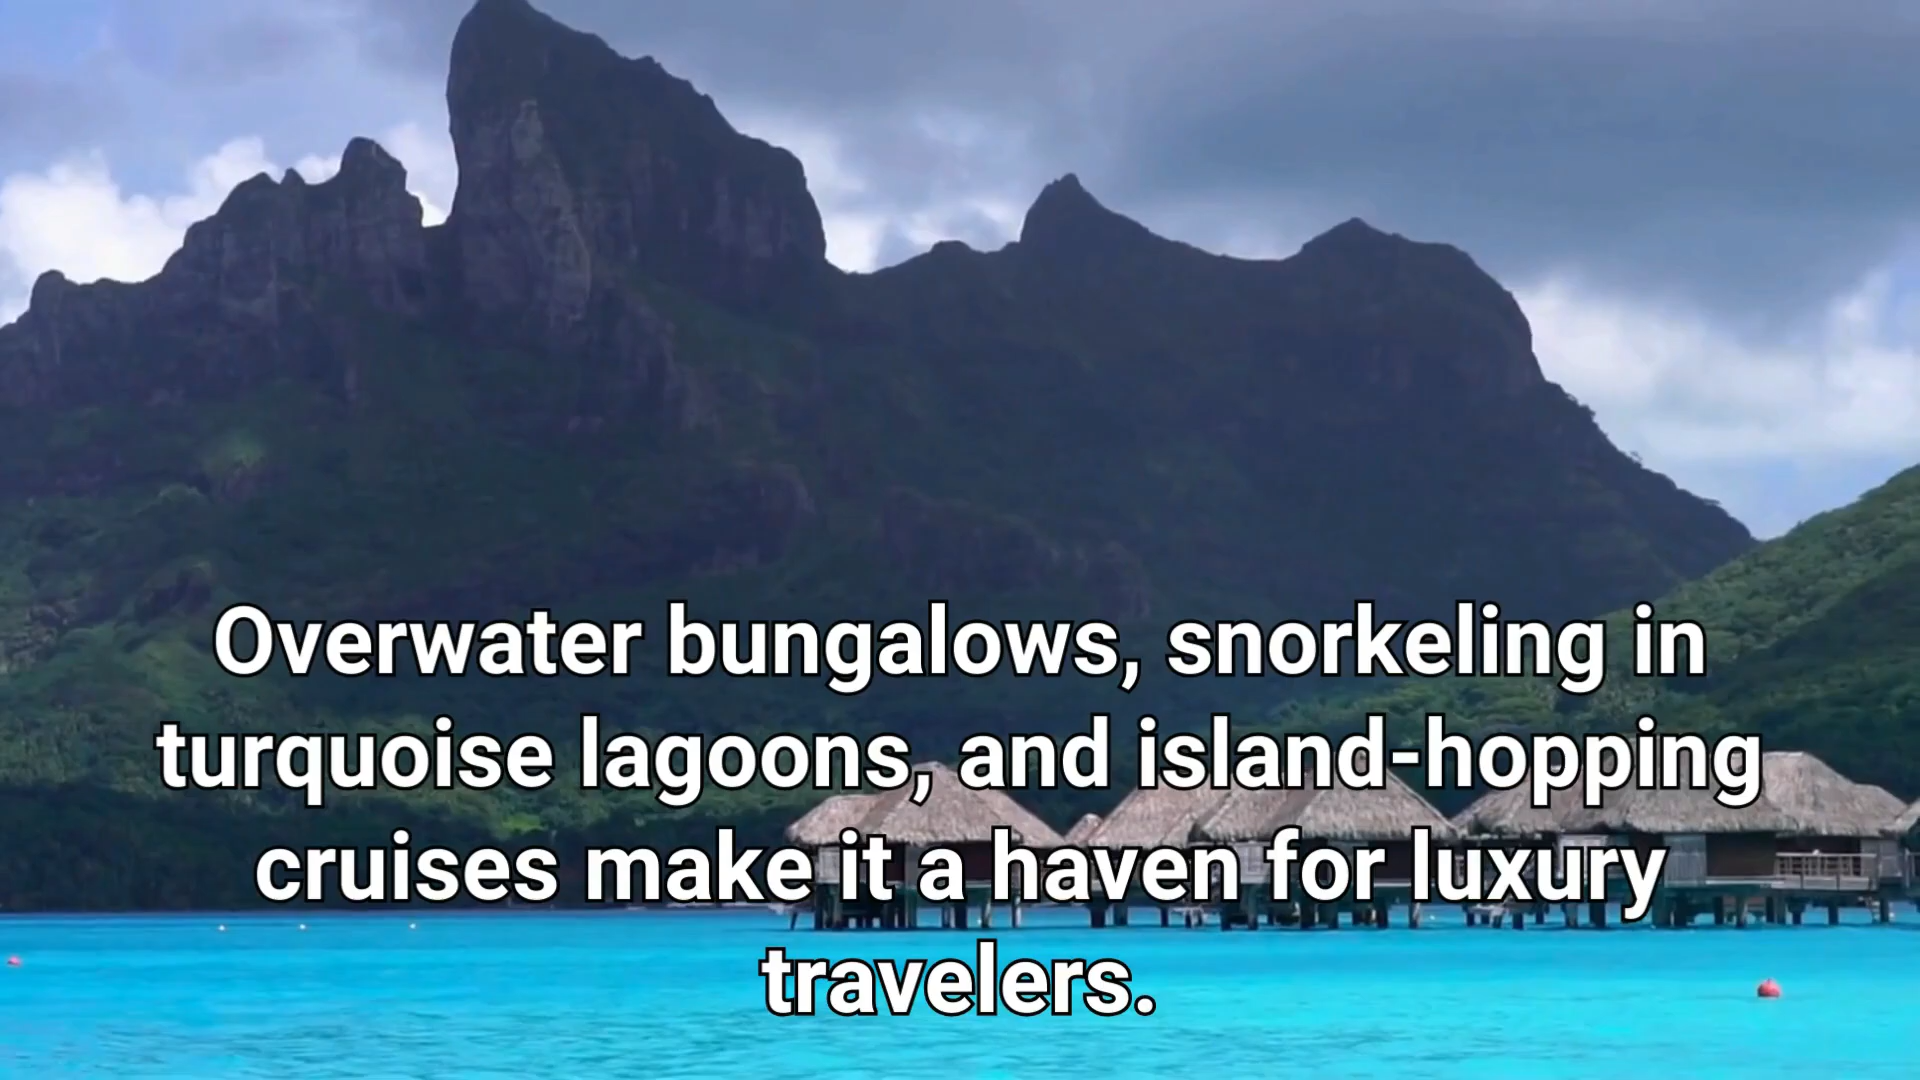 Overwater bungalows, snorkeling in
turquoise lagoons, and island-hopping
cruises make it a haven for luxury
travelers.